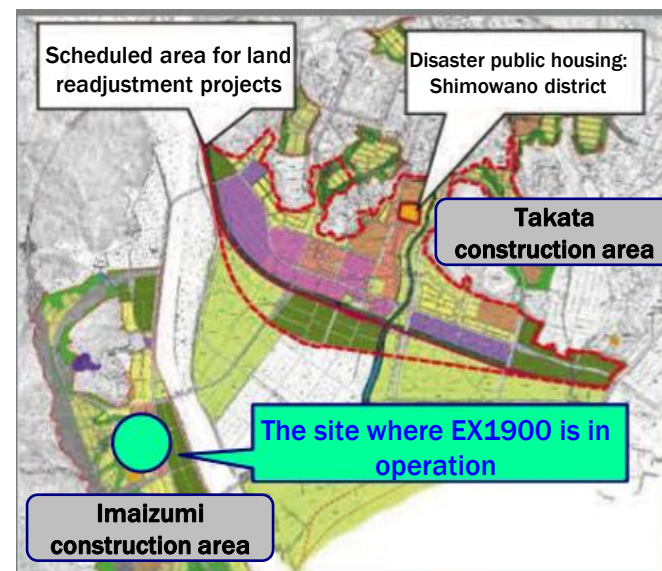 Scheduled area for land
readjustment projects
Disaster public housing:
Shimowano district
Takata
construction area
The site where EX1900 is in
operation
Imaizumi
construction area